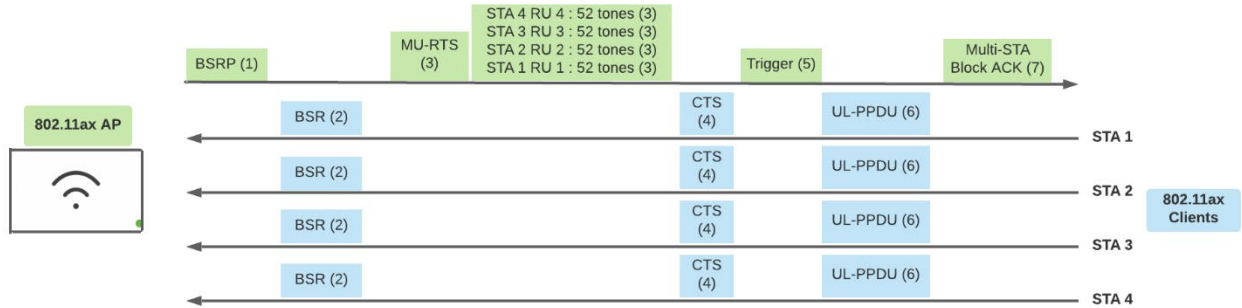 STA 4 RU 4 : 52 tones (3)
STA 3 RU 3 : 52 tones (3)
STA 2 RU 2 : 52 tones (3)
STA 1 RU 1 : 52 tones (3)
BSRP (1)
MU-RTS
(3)
Trigger (5)
Multi-STA
Block ACK (7)
802.11ax AP
BSR (2)
CTS
(4)
UL-PPDU (6)
STA 1
BSR (2)
CTS
(4)
UL-PPDU (6)
STA 2
802.11ax
Clients
BSR (2)
CTS
(4)
UL-PPDU (6)
STA 3
BSR (2)
CTS
(4)
UL-PPDU (6)
STA 4